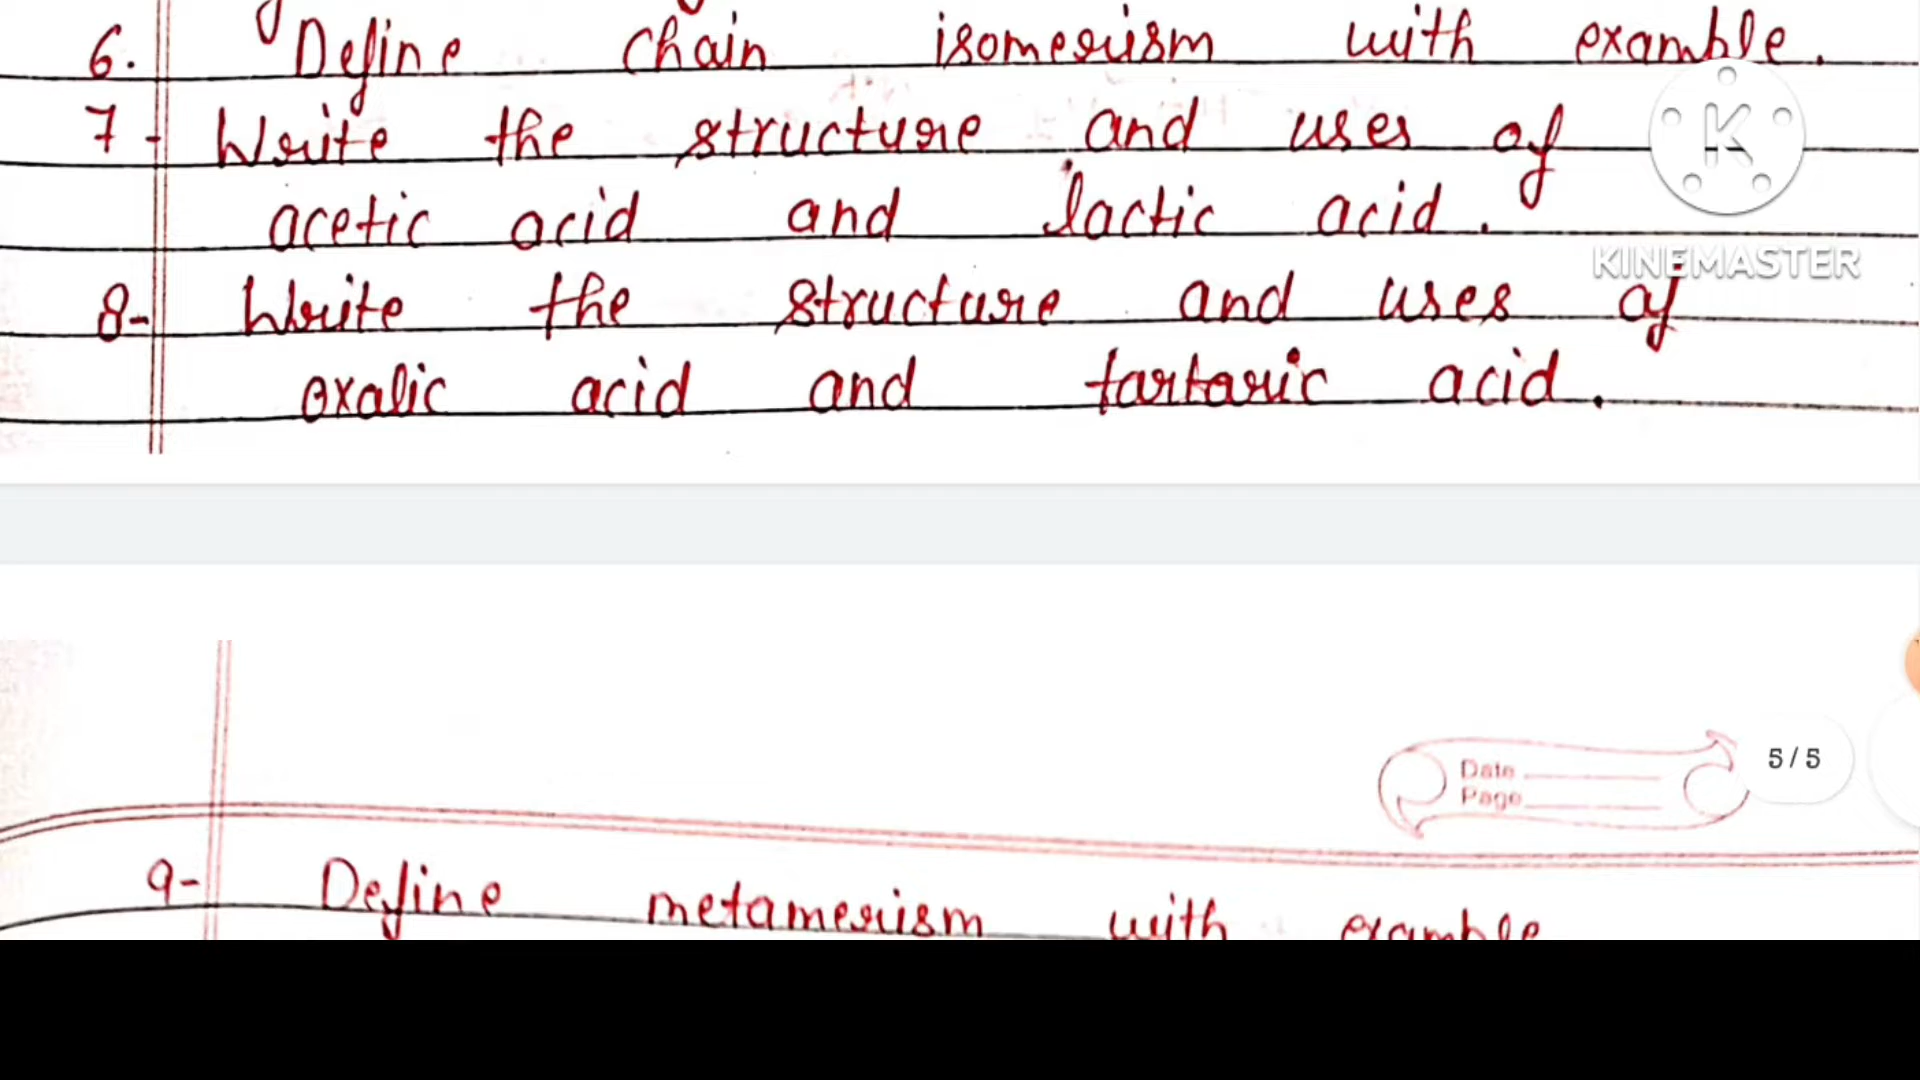 6. Define chain isomerism with example.
7- Write the structure and uses of
acetic acid and lactic acid.
KINEMASTER
8- Write the structure and uses of
oxalic acid and tartaric acid.
5/5
Date
Page
9- Define metamerism with example